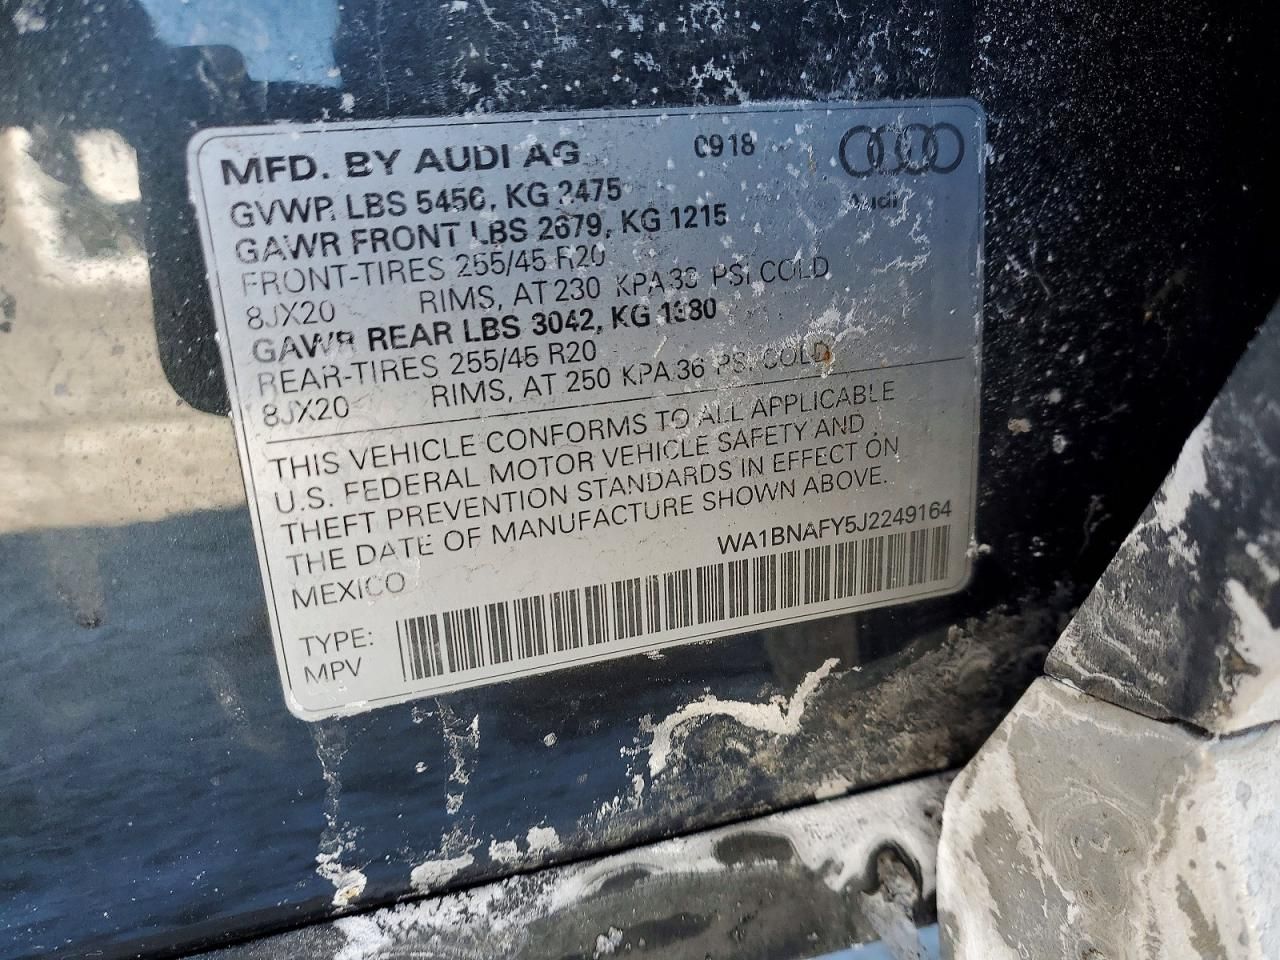 MFD. BY AUDI AG 0918
Audi
GVWR LBS 5456, KG 2475
GAWR FRONT LBS 2679, KG 1215
FRONT-TIRES 255/45 R20
8JX20 RIMS, AT 230 KPA 33 PSI COLD
GAWR REAR LBS 3042, KG 1380
REAR-TIRES 255/45 R20
8JX20 RIMS, AT 250 KPA 36 PSI COLD
THIS VEHICLE CONFORMS TO ALL APPLICABLE
U.S. FEDERAL MOTOR VEHICLE SAFETY AND
THEFT PREVENTION STANDARDS IN EFFECT ON
THE DATE OF MANUFACTURE SHOWN ABOVE.
MEXICO WA1BNAFY5J2249164
TYPE:
MPV